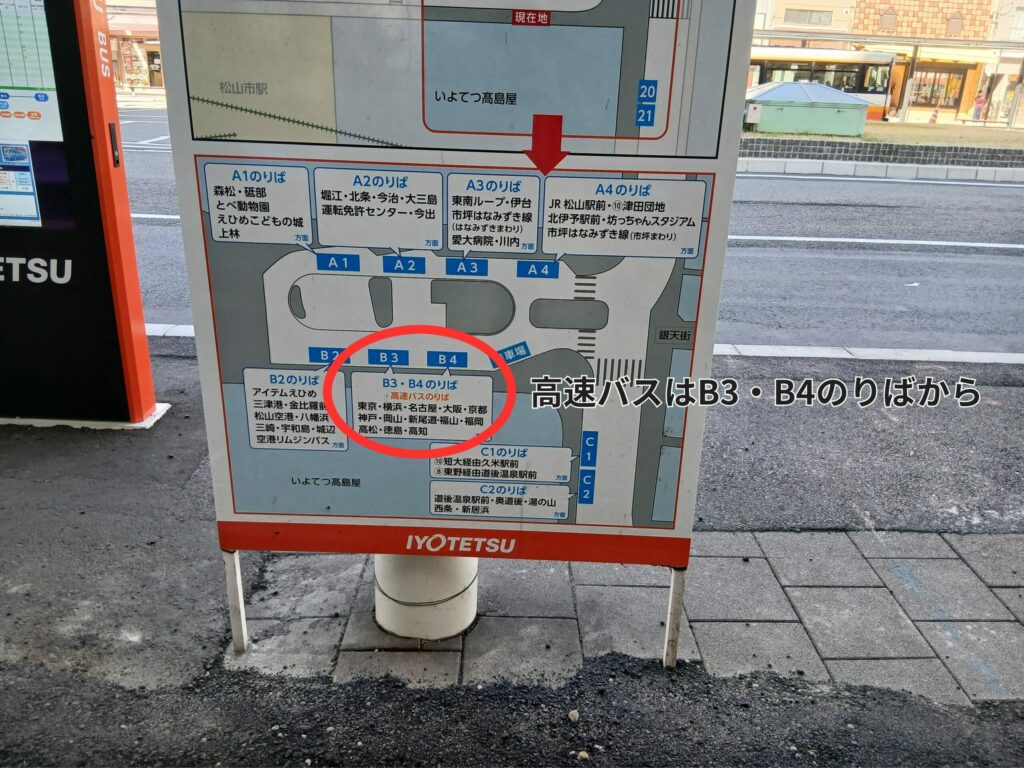 BUS
ETSU
現在地
松山市駅
いよてつ髙島屋
20
21
A1のりば
森松・砥部
とべ動物園
えひめこどもの城
上林
方面
A2のりば
堀江・北条・今治・大三島
運転免許センター・今出
方面
A3のりば
東南ループ・伊台
市坪はなみずき線
(はなみずきまわり)
愛大病院・川内
方面
A4のりば
JR 松山駅前・⑩津田団地
北伊予駅前・坊っちゃんスタジアム
市坪はなみずき線(市坪まわり)
方面
A1
A2
A3
A4
銀天街
B2
B3
B4
車場
B2のりば
アイテムえひめ
三津港・金比羅前
松山空港・八幡浜
三崎・宇和島・城辺
空港リムジンバス
方面
B3・B4のりば
高速バスのりば
東京・横浜・名古屋・大阪・京都
神戸・岡山・新尾道・福山・福岡
高松・徳島・高知
高速バスはB3・B4のりばから
C1のりば
⑩短大経由久米駅前
⑧東野経由道後温泉駅前
方面
C2のりば
道後温泉駅前・奥道後・湯の山
西条・新居浜
方面
C1
C2
いよてつ髙島屋
IYOTETSU